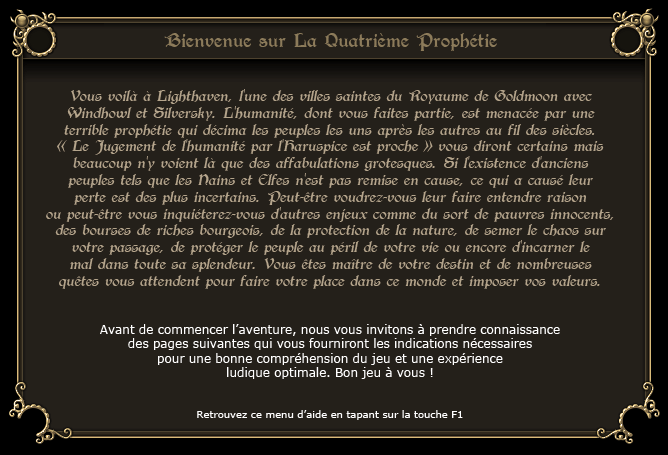 Bienvenue sur La Quatrième Prophétie
Vous voilà à Lighthaven, l'une des villes saintes du Royaume de Goldmoon avec
Windhowl et Silversky. L'humanité, dont vous faites partie, est menacée par une
terrible prophétie qui décima les peuples les uns après les autres au fil des siècles.
« Le Jugement de l'humanité par l'Haruspice est proche » vous diront certains mais
beaucoup n'y voient là que des affabulations grotesques. Si l'existence d'anciens
peuples tels que les Nains et Elfes n'est pas remise en cause, ce qui a causé leur
perte est des plus incertains. Peut-être voudrez-vous leur faire entendre raison
ou peut-être vous inquiéterez-vous d'autres enjeux comme du sort de pauvres innocents,
des bourses de riches bourgeois, de la protection de la nature, de semer le chaos sur
votre passage, de protéger le peuple au péril de votre vie ou encore d'incarner le
mal dans toute sa splendeur. Vous êtes maître de votre destin et de nombreuses
quêtes vous attendent pour faire votre place dans ce monde et imposer vos valeurs.
Avant de commencer l'aventure, nous vous invitons à prendre connaissance
des pages suivantes qui vous fourniront les indications nécessaires
pour une bonne compréhension du jeu et une expérience
ludique optimale. Bon jeu à vous !
Retrouvez ce menu d'aide en tapant sur la touche F1